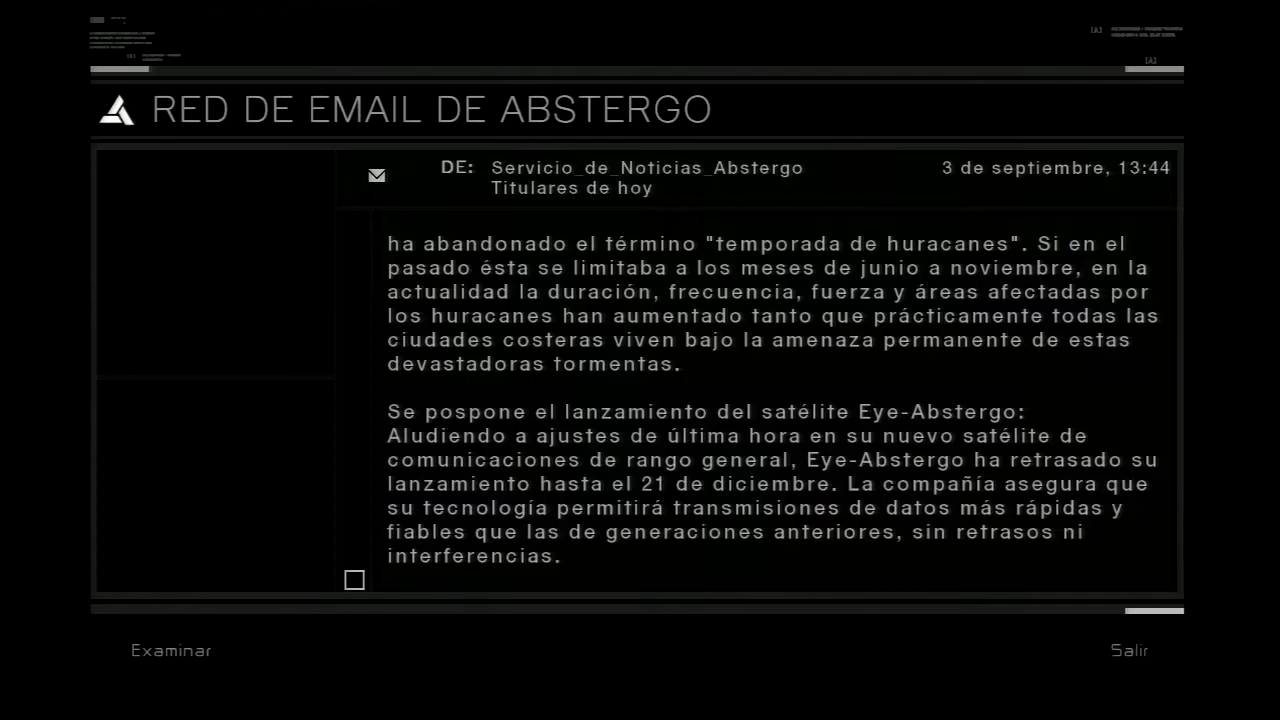 RED DE EMAIL DE ABSTERGO
DE: Servicio_de_Noticias_Abstergo 3 de septiembre, 13:44
Titulares de hoy
ha abandonado el término "temporada de huracanes". Si en el
pasado ésta se limitaba a los meses de junio a noviembre, en la
actualidad la duración, frecuencia, fuerza y áreas afectadas por
los huracanes han aumentado tanto que prácticamente todas las
ciudades costeras viven bajo la amenaza permanente de estas
devastadoras tormentas.
Se pospone el lanzamiento del satélite Eye-Abstergo:
Aludiendo a ajustes de última hora en su nuevo satélite de
comunicaciones de rango general, Eye-Abstergo ha retrasado su
lanzamiento hasta el 21 de diciembre. La compañía asegura que
su tecnología permitirá transmisiones de datos más rápidas y
fiables que las de generaciones anteriores, sin retrasos ni
interferencias.
Examinar Salir